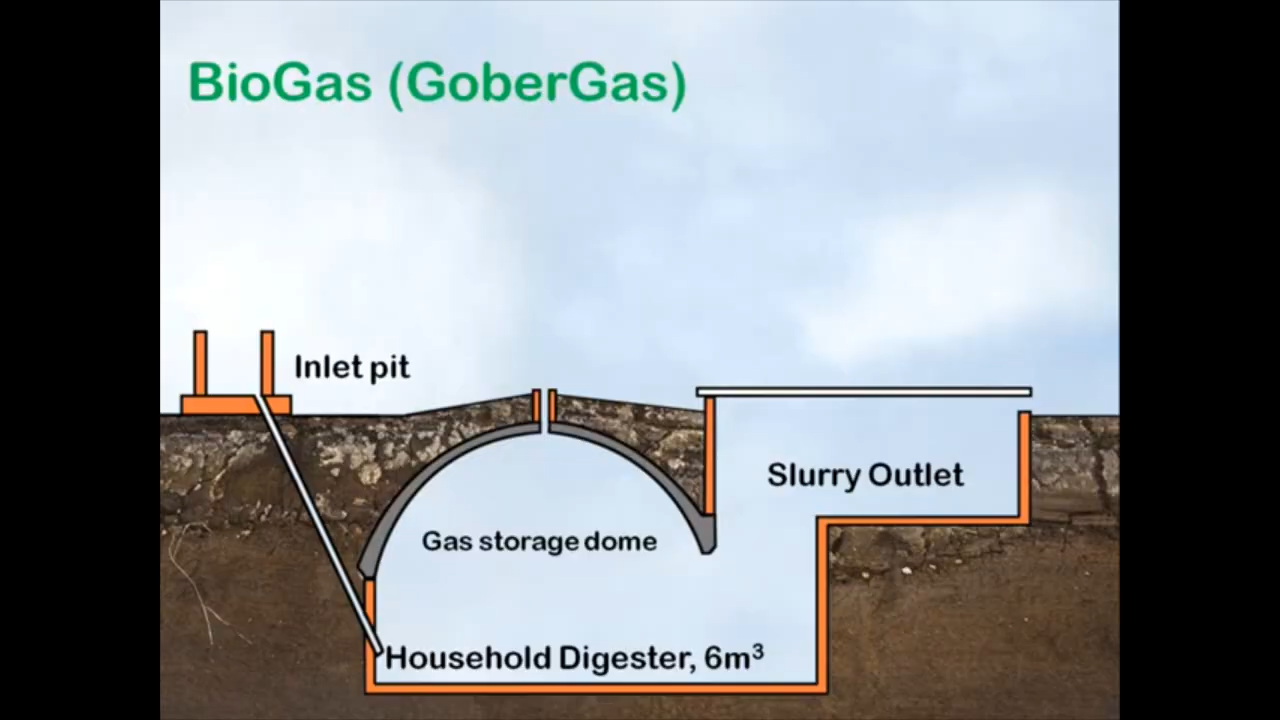 BioGas (GoberGas)
Inlet pit
Slurry Outlet
Gas storage dome
Household Digester, 6m³